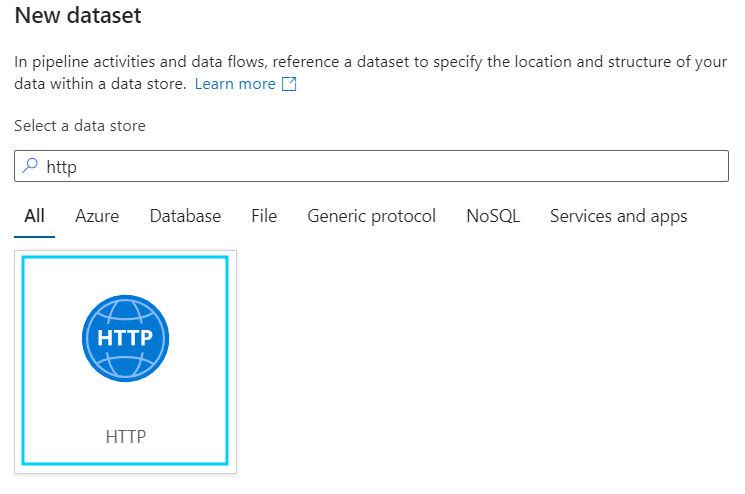 New dataset
In pipeline activities and data flows, reference a dataset to specify the location and structure of your
data within a data store. Learn more
Select a data store
http
All Azure Database File Generic protocol NoSQL Services and apps
HTTP
HTTP